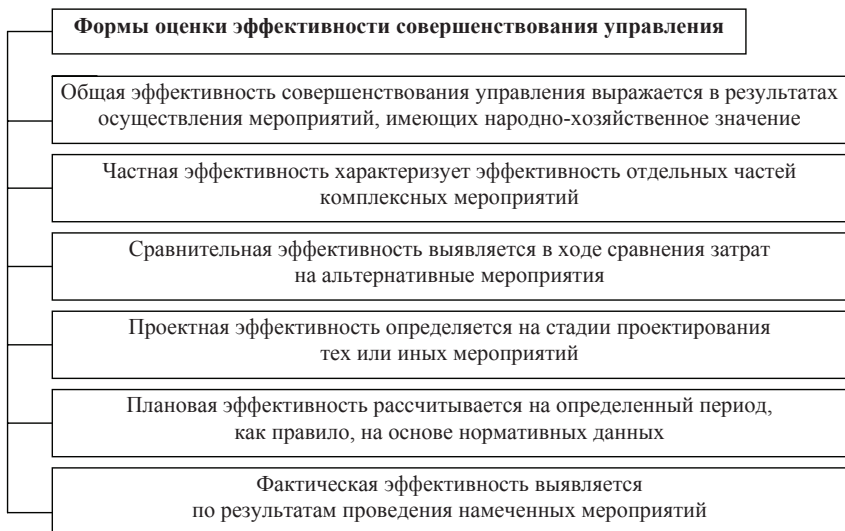 Формы оценки эффективности совершенствования управления
Общая эффективность совершенствования управления выражается в результатах
осуществления мероприятий, имеющих народно-хозяйственное значение
Частная эффективность характеризует эффективность отдельных частей
комплексных мероприятий
Сравнительная эффективность выявляется в ходе сравнения затрат
на альтернативные мероприятия
Проектная эффективность определяется на стадии проектирования
тех или иных мероприятий
Плановая эффективность рассчитывается на определенный период,
как правило, на основе нормативных данных
Фактическая эффективность выявляется
по результатам проведения намеченных мероприятий